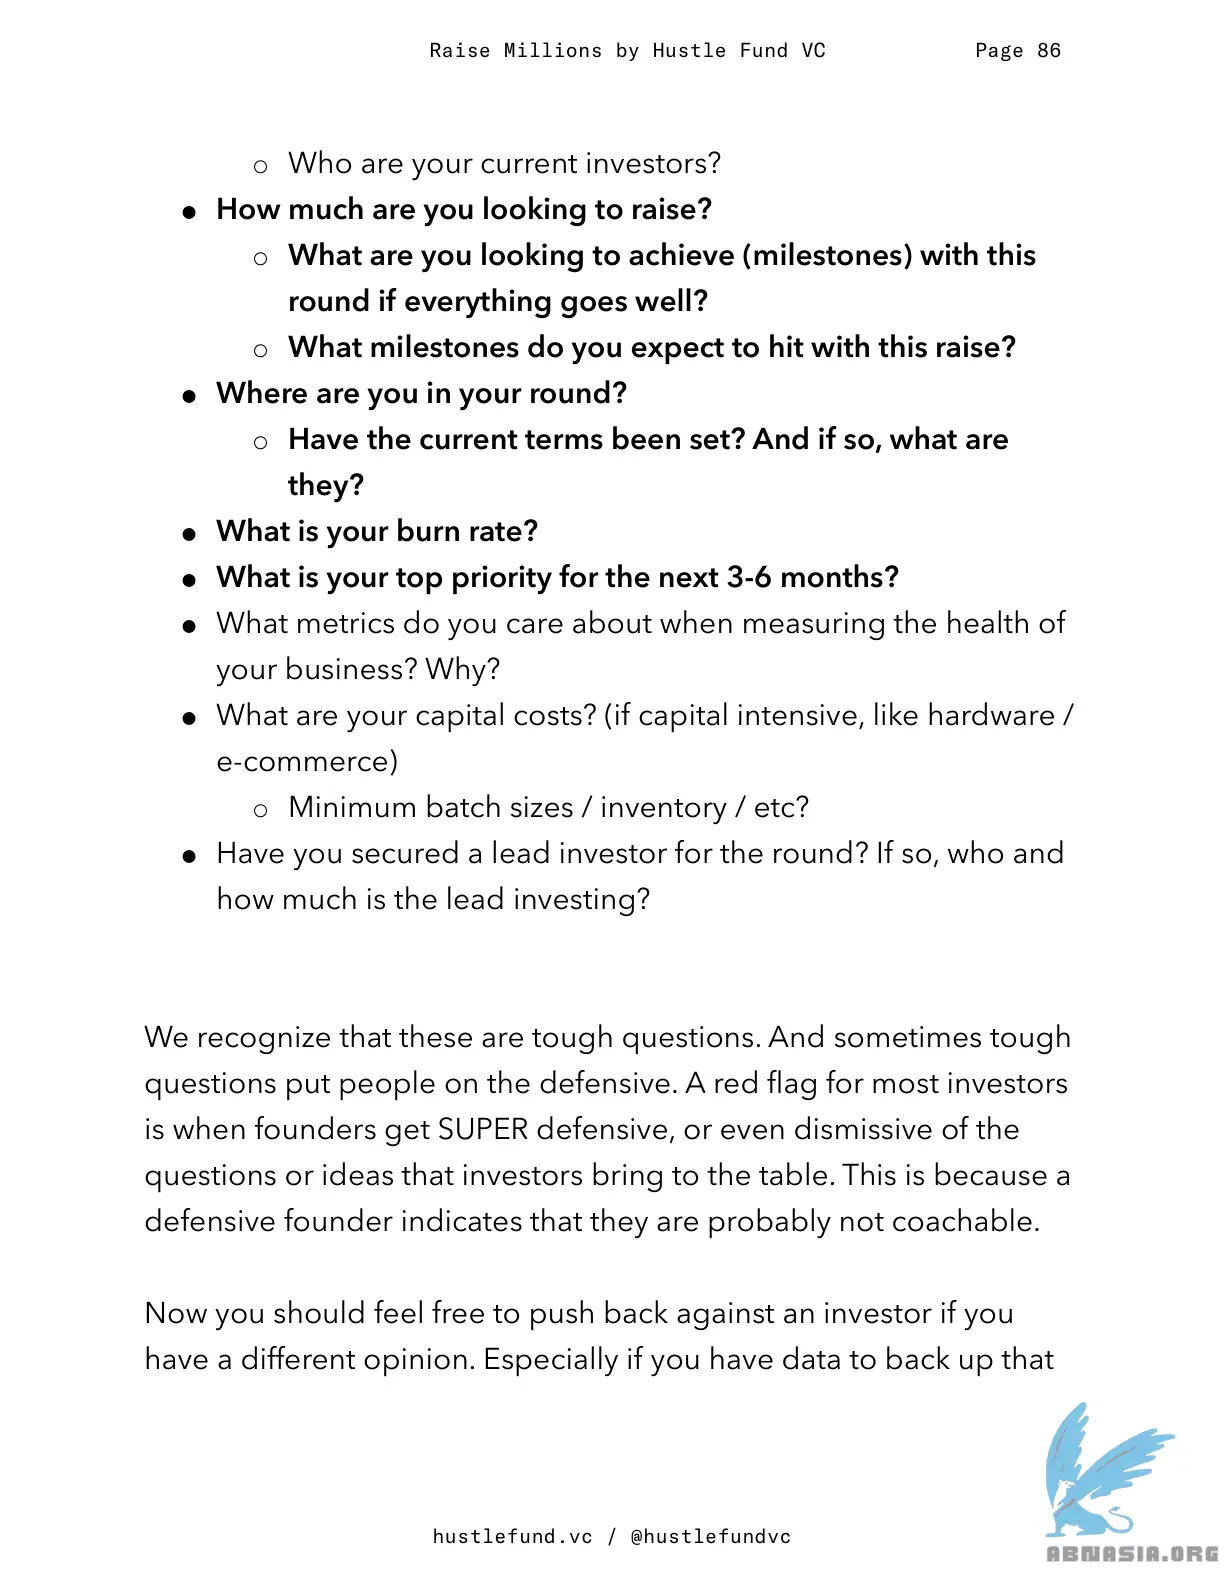 Raise Millions by Hustle Fund VC Page 86
○ Who are your current investors?
● How much are you looking to raise?
○ What are you looking to achieve (milestones) with this
round if everything goes well?
○ What milestones do you expect to hit with this raise?
● Where are you in your round?
○ Have the current terms been set? And if so, what are
they?
● What is your burn rate?
● What is your top priority for the next 3-6 months?
● What metrics do you care about when measuring the health of
your business? Why?
● What are your capital costs? (if capital intensive, like hardware /
e-commerce)
○ Minimum batch sizes / inventory / etc?
● Have you secured a lead investor for the round? If so, who and
how much is the lead investing?
We recognize that these are tough questions. And sometimes tough
questions put people on the defensive. A red flag for most investors
is when founders get SUPER defensive, or even dismissive of the
questions or ideas that investors bring to the table. This is because a
defensive founder indicates that they are probably not coachable.
Now you should feel free to push back against an investor if you
have a different opinion. Especially if you have data to back up that
hustlefund.vc / @hustlefundvc
ABNASIA.ORG